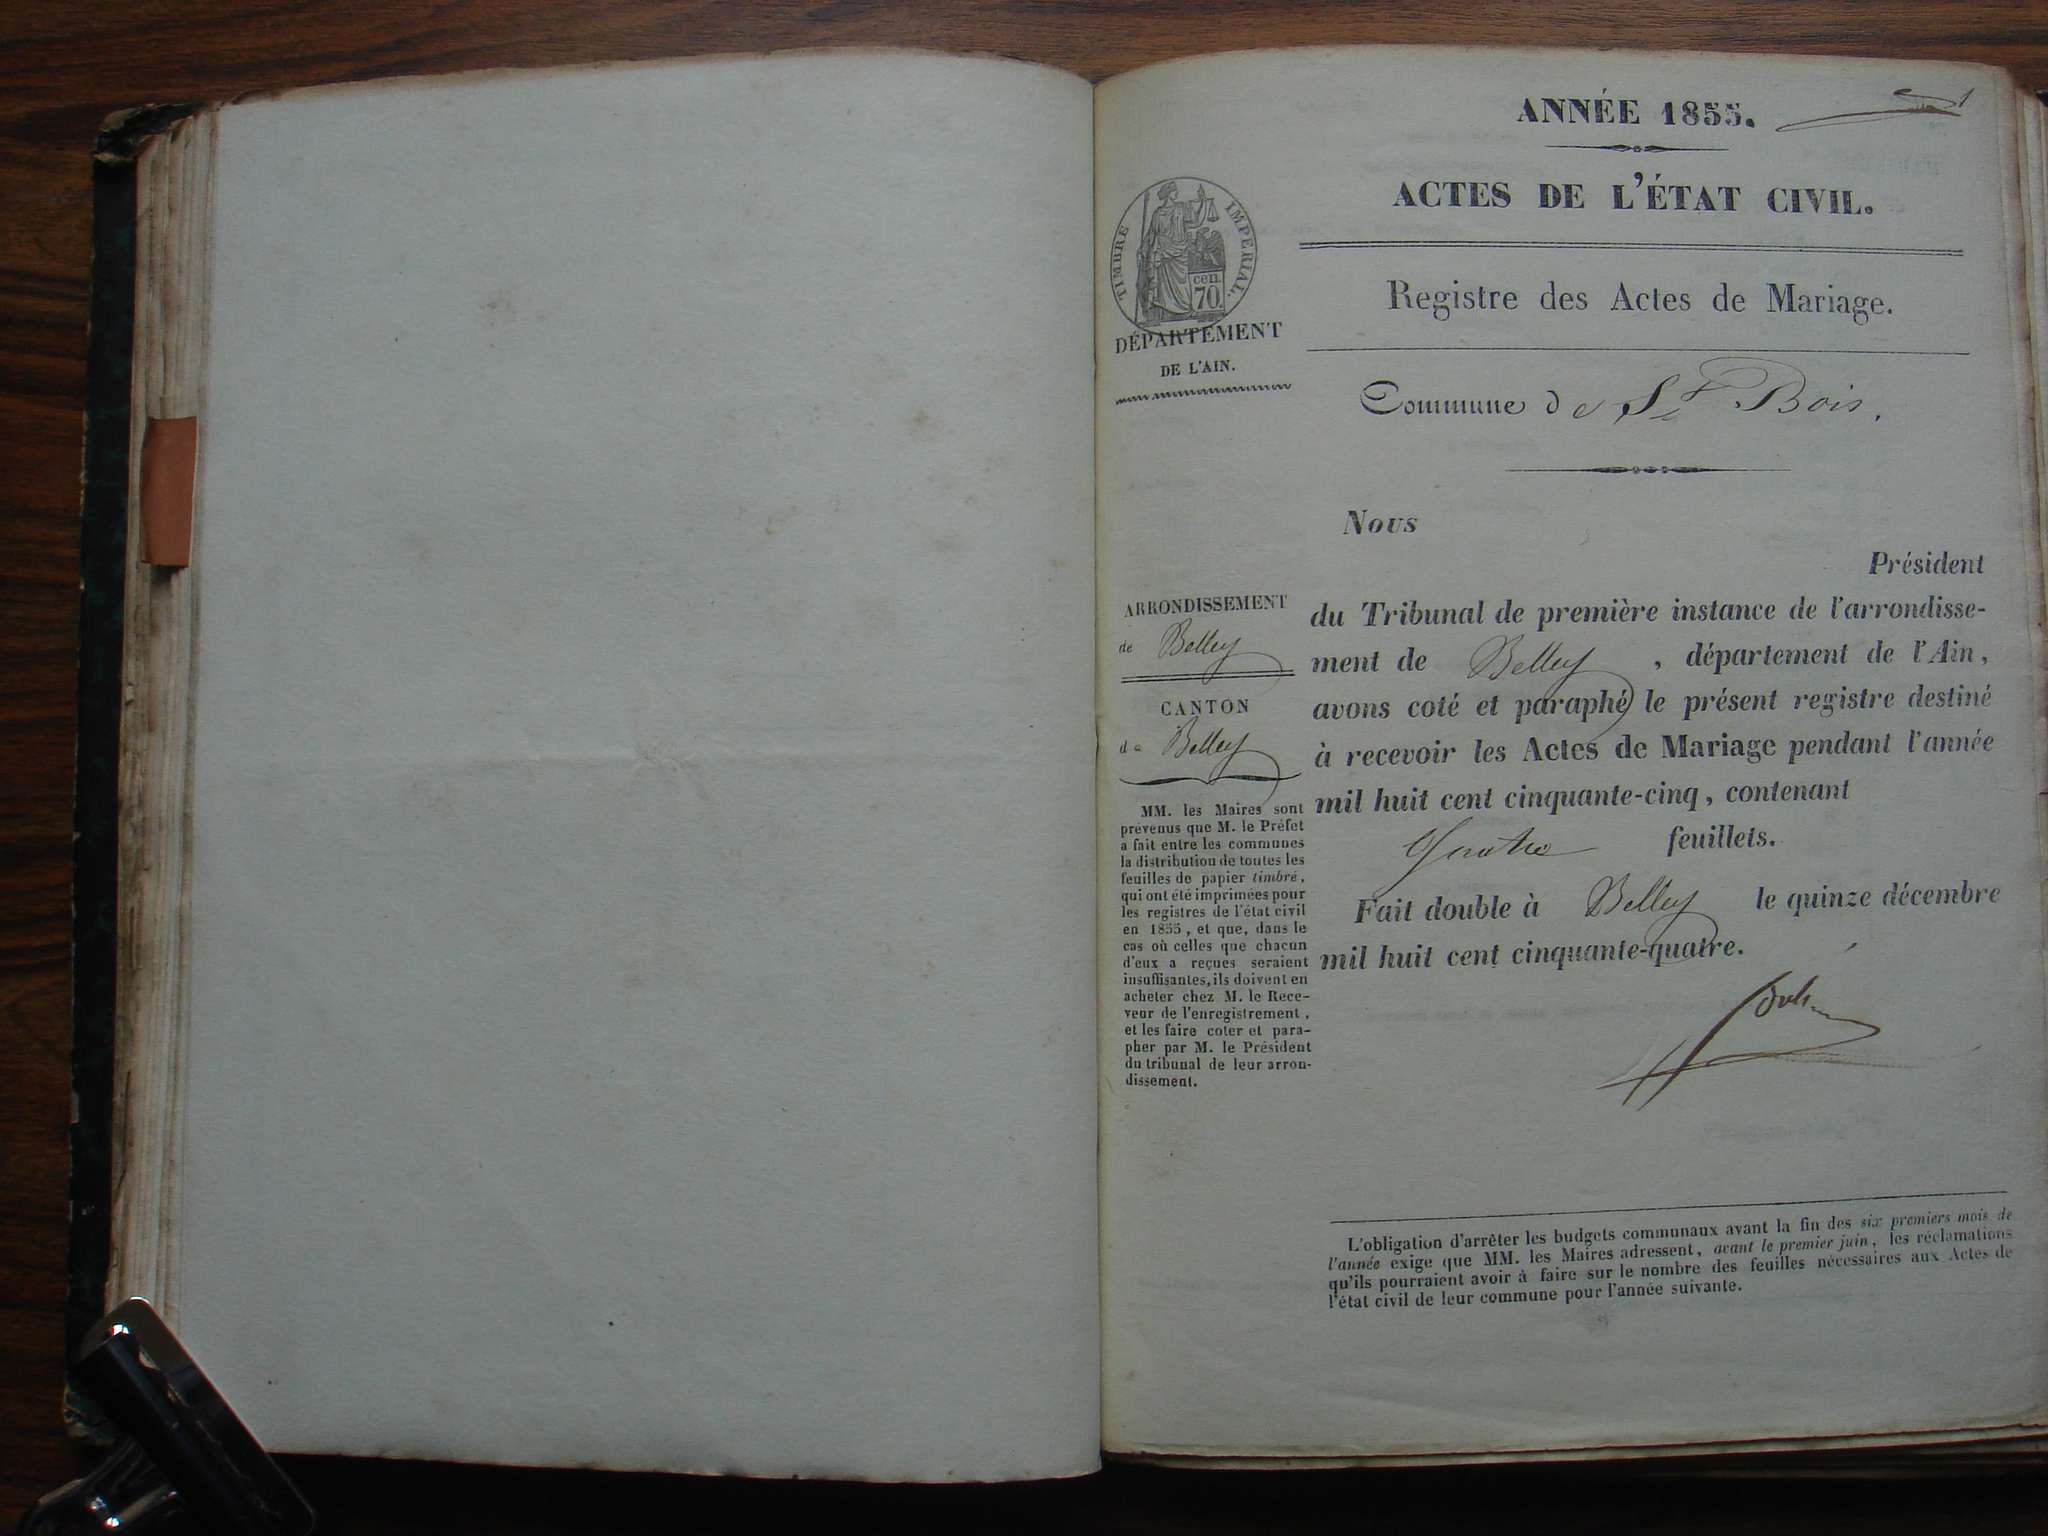 1
ANNÉE 1855.
ACTES DE L'ÉTAT CIVIL.
TIMBRE IMPERIAL.
cen.
70.
Registre des Actes de Mariage.
DÉPARTEMENT
DE L'AIN.
Commune de St Bois.
Nous
Président
du Tribunal de première instance de l'arrondisse-
ment de Belley, département de l'Ain,
avons coté et paraphé le présent registre destiné
à recevoir les Actes de Mariage pendant l'année
mil huit cent cinquante-cinq, contenant
Quatre feuillets.
Fait double à Belley le quinze décembre
mil huit cent cinquante-quatre.
ARRONDISSEMENT
de Belley
CANTON
de Belley
MM. les Maires sont
prévenus que M. le Préfet
a fait entre les communes
la distribution de toutes les
feuilles de papier timbré,
qui ont été imprimées pour
les registres de l'état civil
en 1855, et que, dans le
cas où celles que chacun
d'eux a reçues seraient
insuffisantes, ils doivent en
acheter chez M. le Rece-
veur de l'enregistrement,
et les faire coter et para-
pher par M. le Président
du tribunal de leur arron-
dissement.
L'obligation d'arrêter les budgets communaux avant la fin des six premiers mois de
l'année exige que MM. les Maires adressent, avant le premier juin, les réclamations
qu'ils pourraient avoir à faire sur le nombre des feuilles nécessaires aux Actes de
l'état civil de leur commune pour l'année suivante.